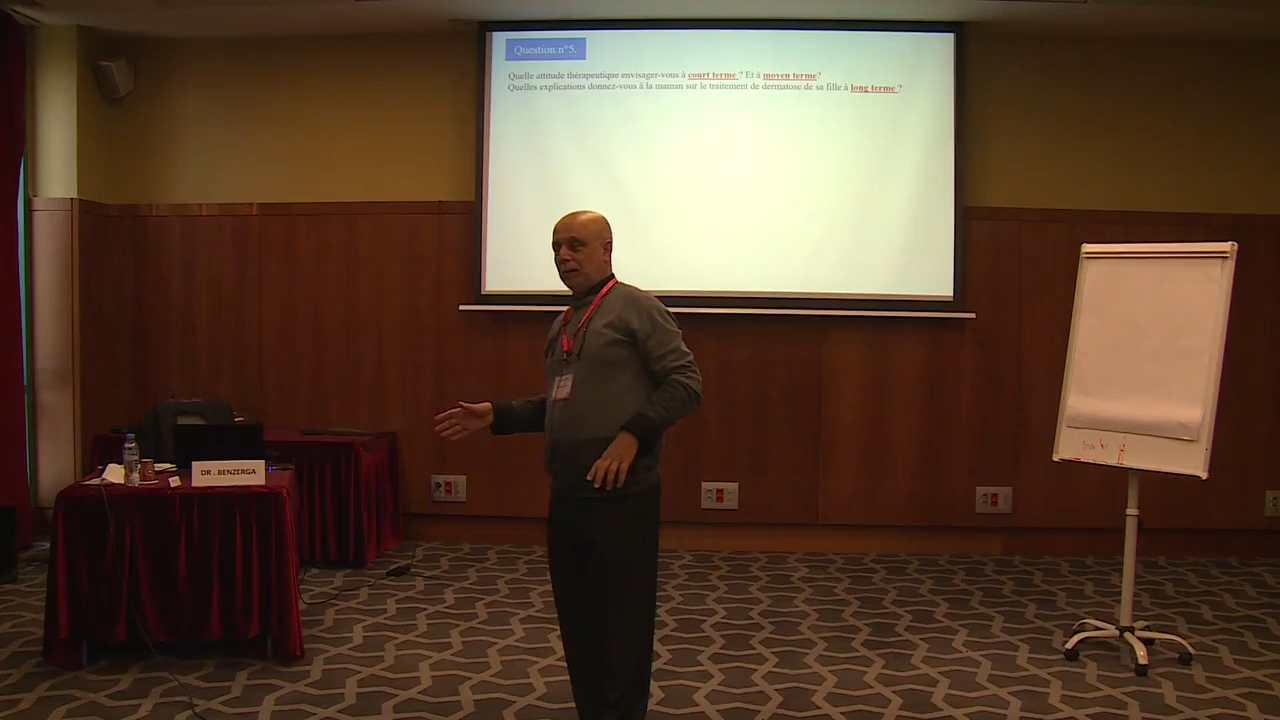 Question n°5.
Quelle attitude thérapeutique envisager-vous à court terme ? Et à moyen terme?
Quelles explications donnez-vous à la maman sur le traitement de dermatose de sa fille à long terme ?
DR . BENZERGA